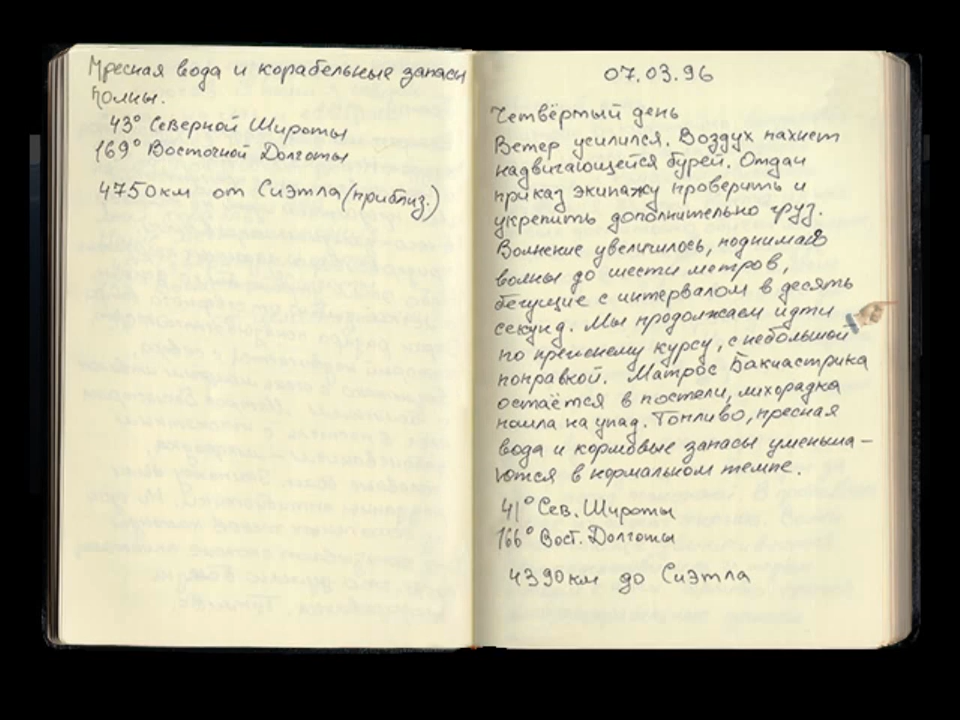 Пресная вода и корабельные запасы
полны.
43° Северной Широты
169° Восточной Долготы
4750 км от Сиэтла (приблиз.)
07.03.96
Четвёртый день
Ветер усилился. Воздух пахнет
надвигающейся бурей. Отдал
приказ экипажу проверить и
укрепить дополнительно груз.
Волнение увеличилось, поднимая
волны до шести метров,
бегущие с интервалом в десять
секунд. Мы продолжаем идти
по прежнему курсу, с небольшой
поправкой. Матрос Бакиастрика
остаётся в постели, лихорадка
пошла на упад. Топливо, пресная
вода и кормовые запасы уменьша-
ются в нормальном темпе.
41° Сев. Широты
166° Вост. Долготы
4390 км до Сиэтла